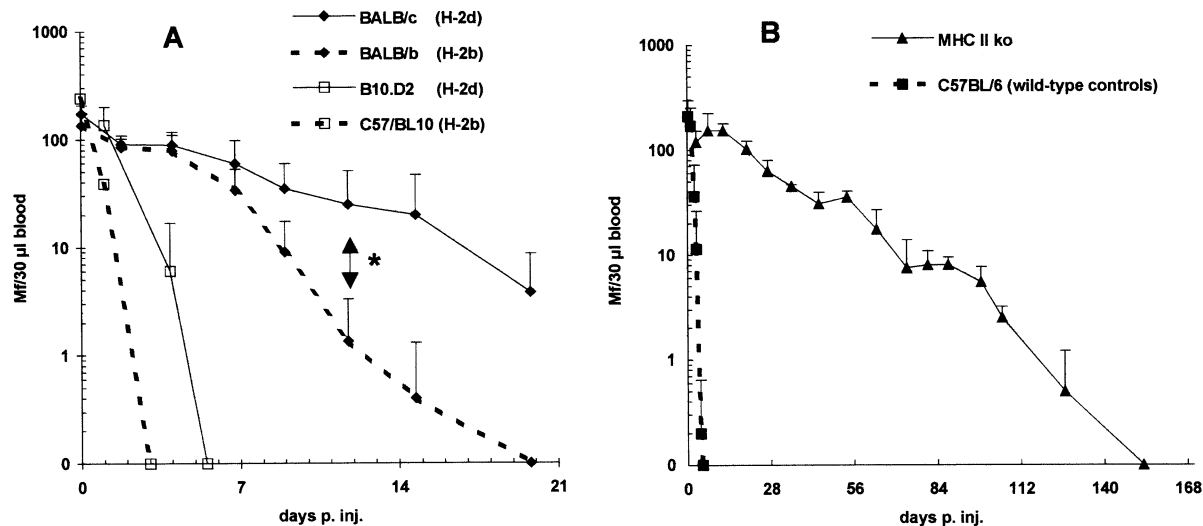 A
BALB/c (H-2d)
BALB/b (H-2b)
B10.D2 (H-2d)
C57/BL10 (H-2b)
1000
100
10
1
0
Mf/30 µl blood
*
0 7 14 21
days p. inj.
B
MHC II ko
C57BL/6 (wild-type controls)
1000
100
10
1
0
Mf/30 µl blood
0 28 56 84 112 140 168
days p. inj.